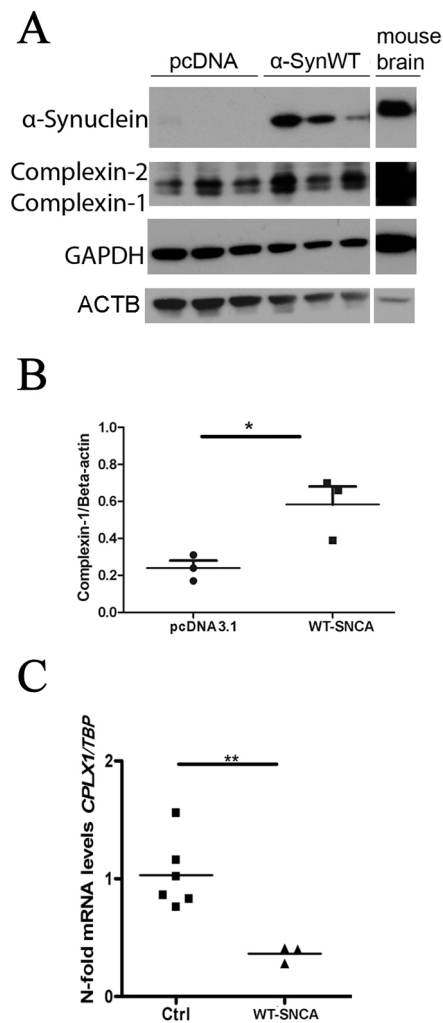 A
pcDNA α-SynWT mouse brain
α-Synuclein
Complexin-2
Complexin-1
GAPDH
ACTB
B
Complexin-1/Beta-actin
1.0
0.8
0.6
0.4
0.2
0.0
*
pcDNA3.1 WT-SNCA
C
N-fold mRNA levels CPLX1/TBP
2
1
0
**
Ctrl WT-SNCA